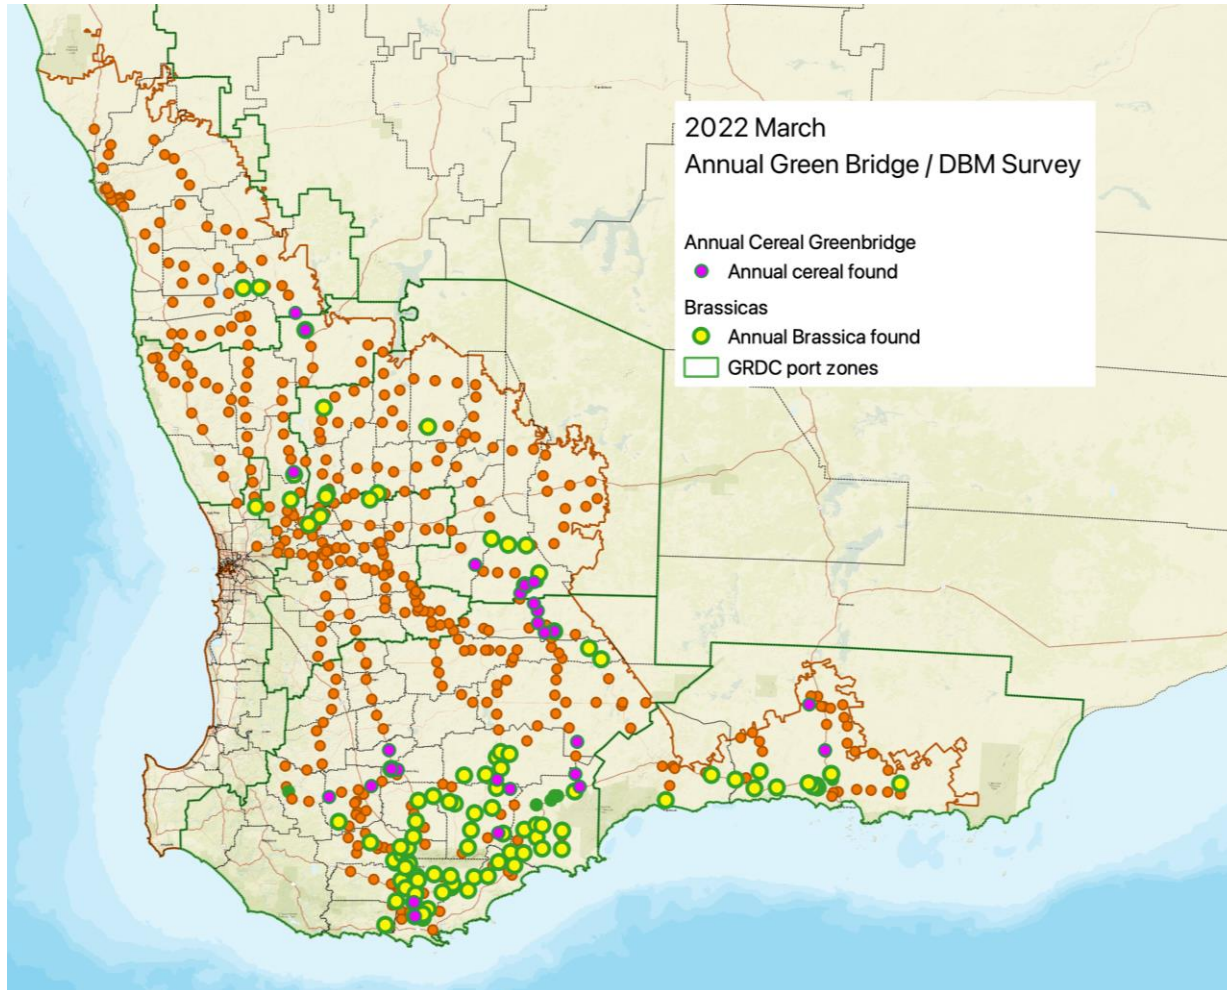 2022 March
Annual Green Bridge / DBM Survey
Annual Cereal Greenbridge
Annual cereal found
Brassicas
Annual Brassica found
GRDC port zones